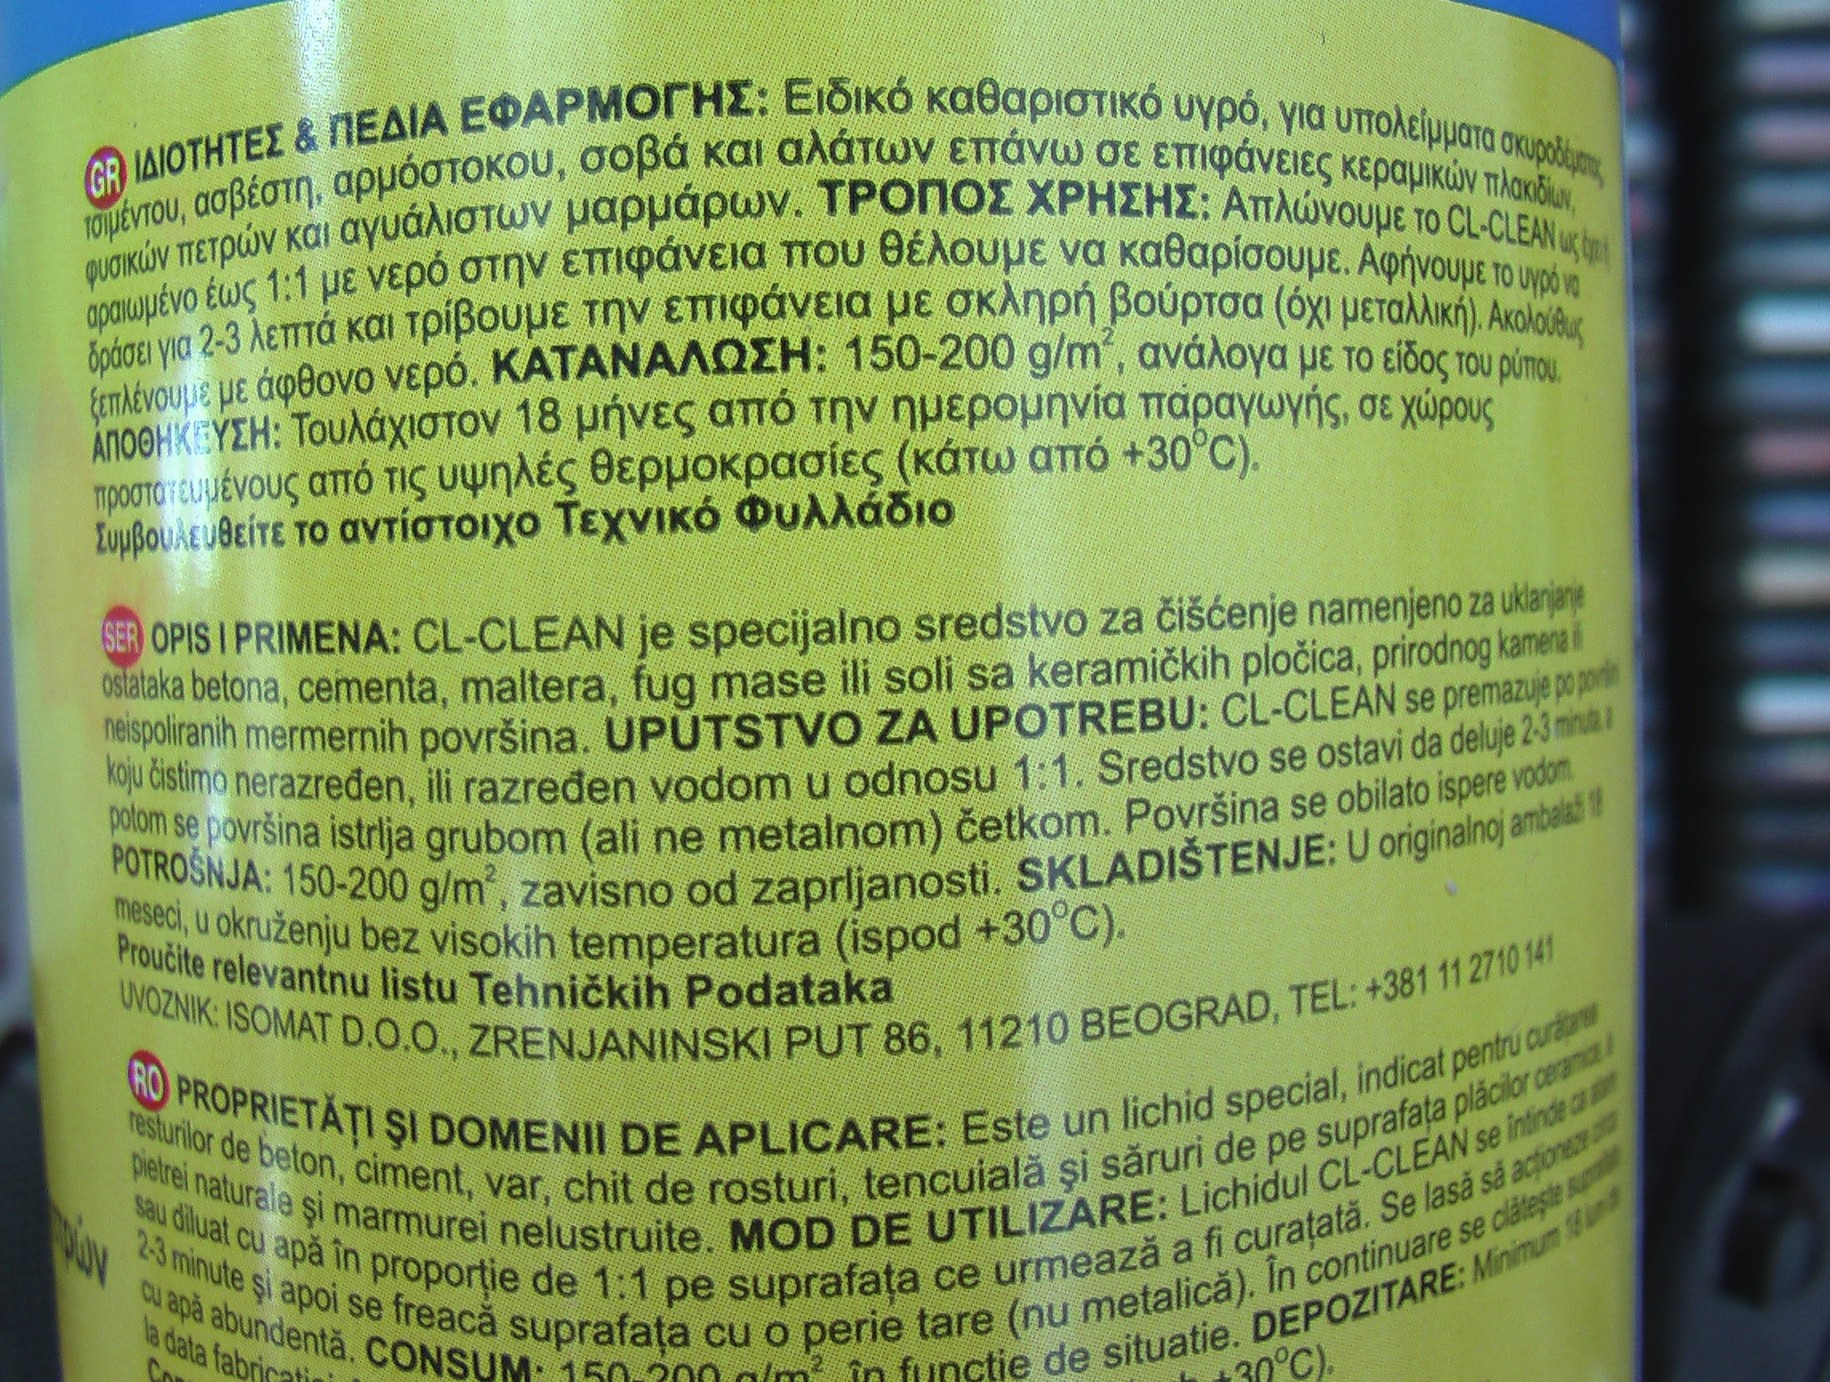 GR ΙΔΙΟΤΗΤΕΣ & ΠΕΔΙΑ ΕΦΑΡΜΟΓΗΣ: Ειδικό καθαριστικό υγρό, για υπολείμματα σκυροδέματος,
τσιμέντου, ασβέστη, αρμόστοκου, σοβά και αλάτων επάνω σε επιφάνειες κεραμικών πλακιδίων,
φυσικών πετρών και αγυάλιστων μαρμάρων. ΤΡΟΠΟΣ ΧΡΗΣΗΣ: Απλώνουμε το CL-CLEAN ως έχει ή
αραιωμένο έως 1:1 με νερό στην επιφάνεια που θέλουμε να καθαρίσουμε. Αφήνουμε το υγρό να
δράσει για 2-3 λεπτά και τρίβουμε την επιφάνεια με σκληρή βούρτσα (όχι μεταλλική). Ακολούθως
ξεπλένουμε με άφθονο νερό. ΚΑΤΑΝΑΛΩΣΗ: 150-200 g/m², ανάλογα με το είδος του ρύπου.
ΑΠΟΘΗΚΕΥΣΗ: Τουλάχιστον 18 μήνες από την ημερομηνία παραγωγής, σε χώρους
προστατευμένους από τις υψηλές θερμοκρασίες (κάτω από +30°C).
Συμβουλευθείτε το αντίστοιχο Τεχνικό Φυλλάδιο
SER OPIS I PRIMENA: CL-CLEAN je specijalno sredstvo za čišćenje namenjeno za uklanjanje
ostataka betona, cementa, maltera, fug mase ili soli sa keramičkih pločica, prirodnog kamena ili
neispoliranih mermernih površina. UPUTSTVO ZA UPOTREBU: CL-CLEAN se premazuje po površini
koju čistimo nerazređen, ili razređen vodom u odnosu 1:1. Sredstvo se ostavi da deluje 2-3 minuta, a
potom se površina istrlja grubom (ali ne metalnom) četkom. Površina se obilato ispere vodom.
POTROŠNJA: 150-200 g/m², zavisno od zaprljanosti. SKLADIŠTENJE: U originalnoj ambalaži 18
meseci, u okruženju bez visokih temperatura (ispod +30°C).
Proučite relevantnu listu Tehničkih Podataka
UVOZNIK: ISOMAT D.O.O., ZRENJANINSKI PUT 86, 11210 BEOGRAD, TEL: +381 11 2710 141
RO PROPRIETĂȚI ȘI DOMENII DE APLICARE: Este un lichid special, indicat pentru curățarea
resturilor de beton, ciment, var, chit de rosturi, tencuială și săruri de pe suprafața plăcilor ceramice, a
pietrei naturale și marmurei nelustruite. MOD DE UTILIZARE: Lichidul CL-CLEAN se întinde ca atare
sau diluat cu apă în proporție de 1:1 pe suprafața ce urmează a fi curațată. Se lasă să acționeze circa
2-3 minute și apoi se freacă suprafața cu o perie tare (nu metalică). În continuare se clătește suprafața
cu apă abundentă. CONSUM: 150-200 g/m², în funcție de situatie. DEPOZITARE: Minimum 18 luni de
la data fabricației +30°C).